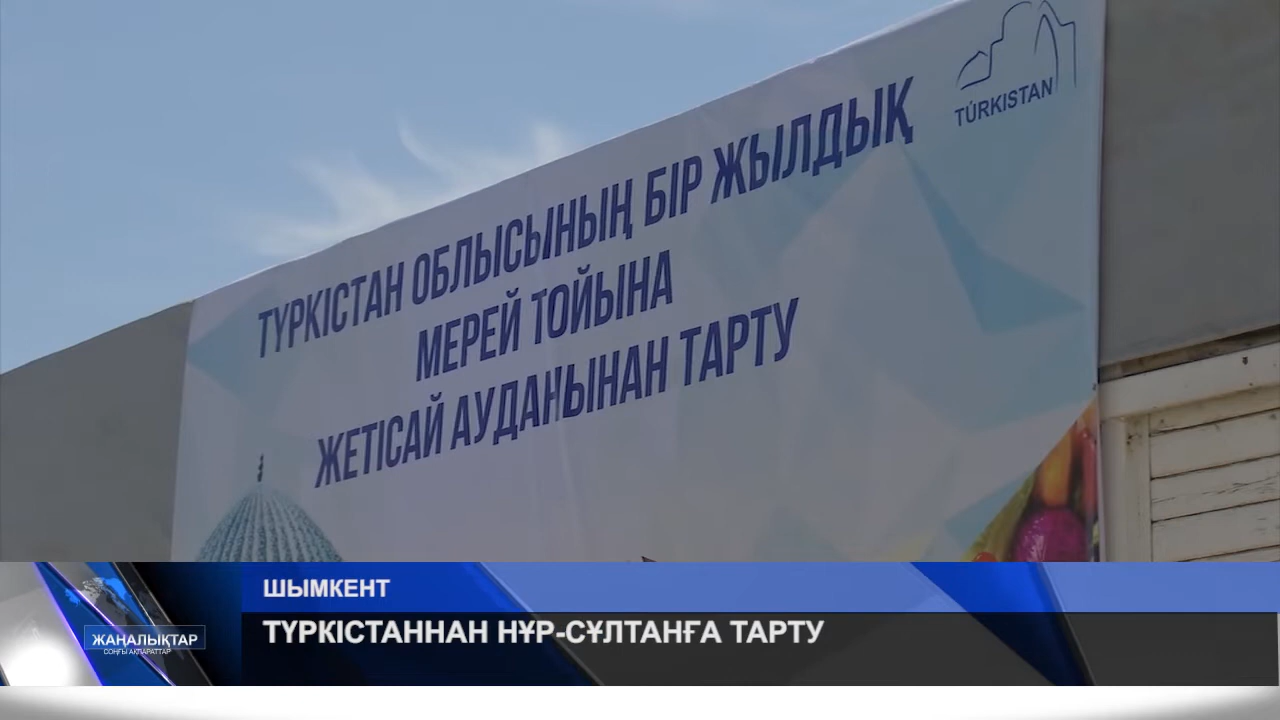 TÚRKISTAN
ТҮРКІСТАН ОБЛЫСЫНЫҢ БІР ЖЫЛДЫҚ
МЕРЕЙ ТОЙЫНА
ЖЕТІСАЙ АУДАНЫНАН ТАРТУ
ШЫМКЕНТ
ТҮРКІСТАННАН НҰР-СҰЛТАНҒА ТАРТУ
ЖАҢАЛЫҚТАР
СОҢҒЫ АҚПАРАТТАР